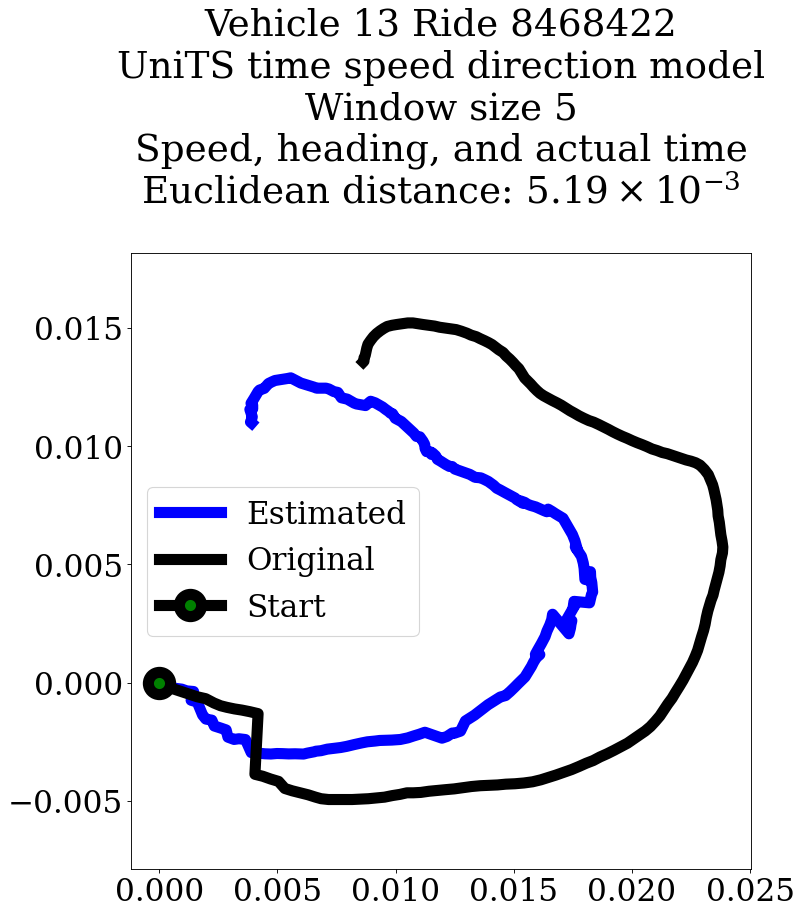 Vehicle 13 Ride 8468422
UniTS time speed direction model
Window size 5
Speed, heading, and actual time
Euclidean distance: 5.19 × 10⁻³
0.015
0.010
0.005
0.000
−0.005
Estimated
Original
Start
0.000 0.005 0.010 0.015 0.020 0.025